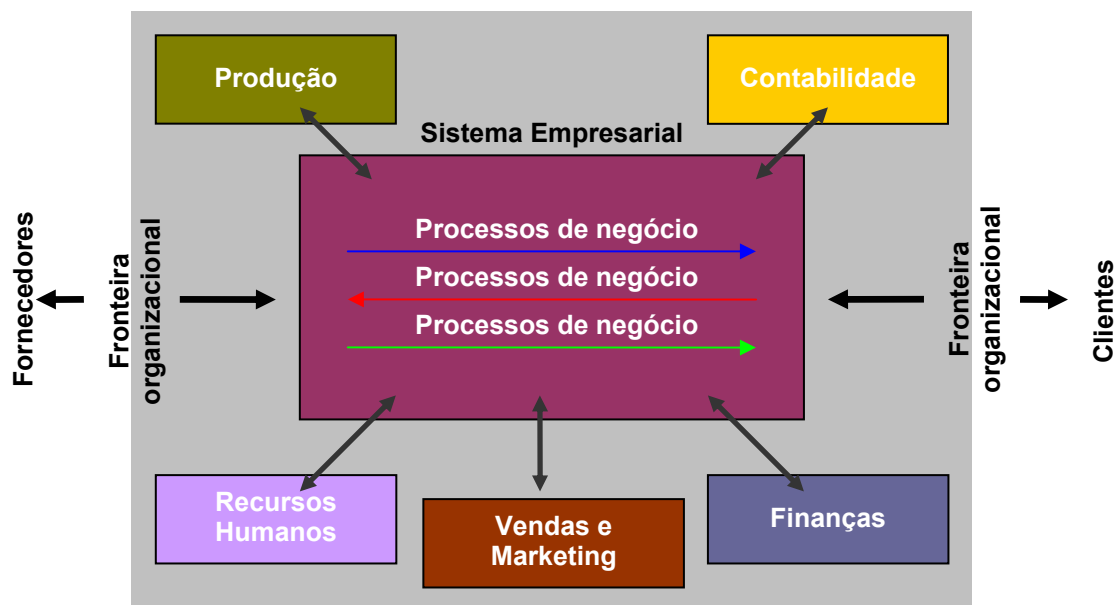 Produção
Contabilidade
Sistema Empresarial
Processos de negócio
Processos de negócio
Processos de negócio
Fornecedores
Fronteira
organizacional
Fronteira
organizacional
Clientes
Recursos
Humanos
Vendas e
Marketing
Finanças